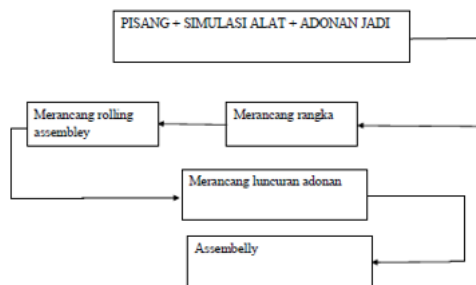 PISANG + SIMULASI ALAT + ADONAN JADI
Merancang rolling
assembley
Merancang rangka
Merancang luncuran adonan
Assembelly